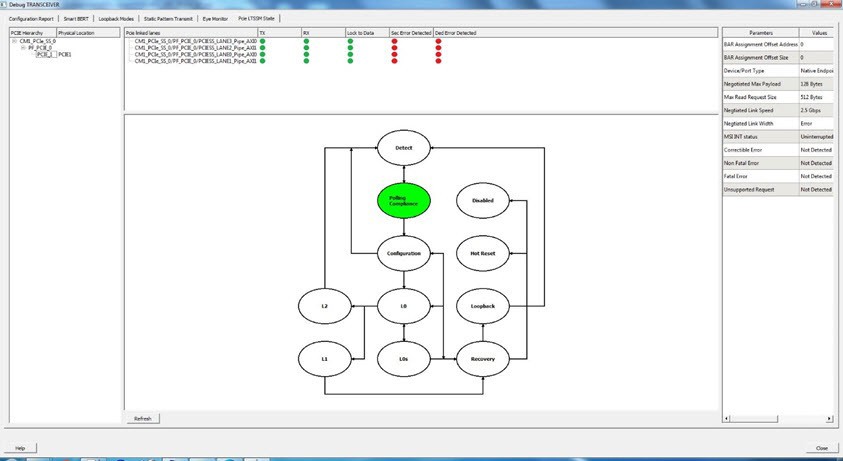 Debug TRANSCEIVER
Configuration Report Smart BERT Loopback Modes Static Pattern Transmit Eye Monitor Pcie LTSSM State
PCIE Hierarchy Physical Location
CM1_PCIe_SS_0
PF_PCIE_0
PCIE_1 PCIE1
Pcie linked lanes TX RX Lock to Data Sec Error Detected Ded Error Detected
CM1_PCIe_SS_0/PF_PCIE_0/PCIESS_LANE3_Pipe_AXI0
CM1_PCIe_SS_0/PF_PCIE_0/PCIESS_LANE2_Pipe_AXI1
CM1_PCIe_SS_0/PF_PCIE_0/PCIESS_LANE0_Pipe_AXI0
CM1_PCIe_SS_0/PF_PCIE_0/PCIESS_LANE1_Pipe_AXI1
Paramters Values
BAR Assignment Offset Address 0
BAR Assignment Offset Size 0
Device/Port Type Native Endpoi
Negotiated Max Payload 128 Bytes
Max Read Request Size 512 Bytes
Negtiated Link Speed 2.5 Gbps
Negtiated Link Width Error
MSI INT status Uninterrupted
Correctible Error Not Detected
Non Fatal Error Not Detected
Fatal Error Not Detected
Unsupported Request Not Detected
Detect
Polling
Compliance
Disabled
Configuration
Hot Reset
L2
L0
Loopback
L1
L0s
Recovery
Refresh
Help
Close